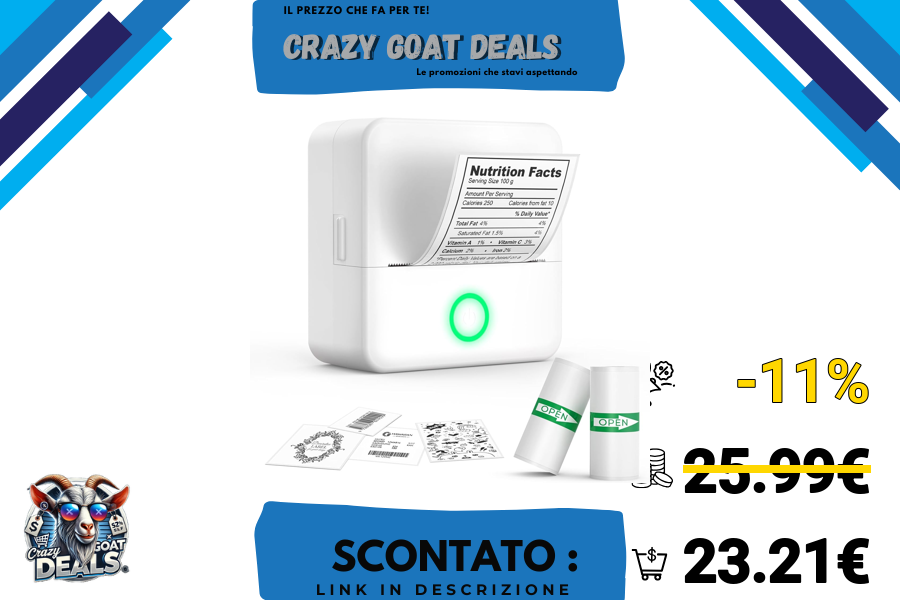 IL PREZZO CHE FA PER TE!
CRAZY GOAT DEALS
Le promozioni che stavi aspettando
Nutrition Facts
Serving Size 100 g
Amount Per Serving
Calories 250 Calories from fat 10
% Daily Value*
Total Fat 4% 4%
Saturated Fat 1.5% 4%
Vitamin A 1% • Vitamin C 3%
Calcium 2% • Iron 2%
OPEN
OPEN
-11%
25.99€
23.21€
SCONTATO :
LINK IN DESCRIZIONE
$
57%
Crazy
GOAT
DEALS